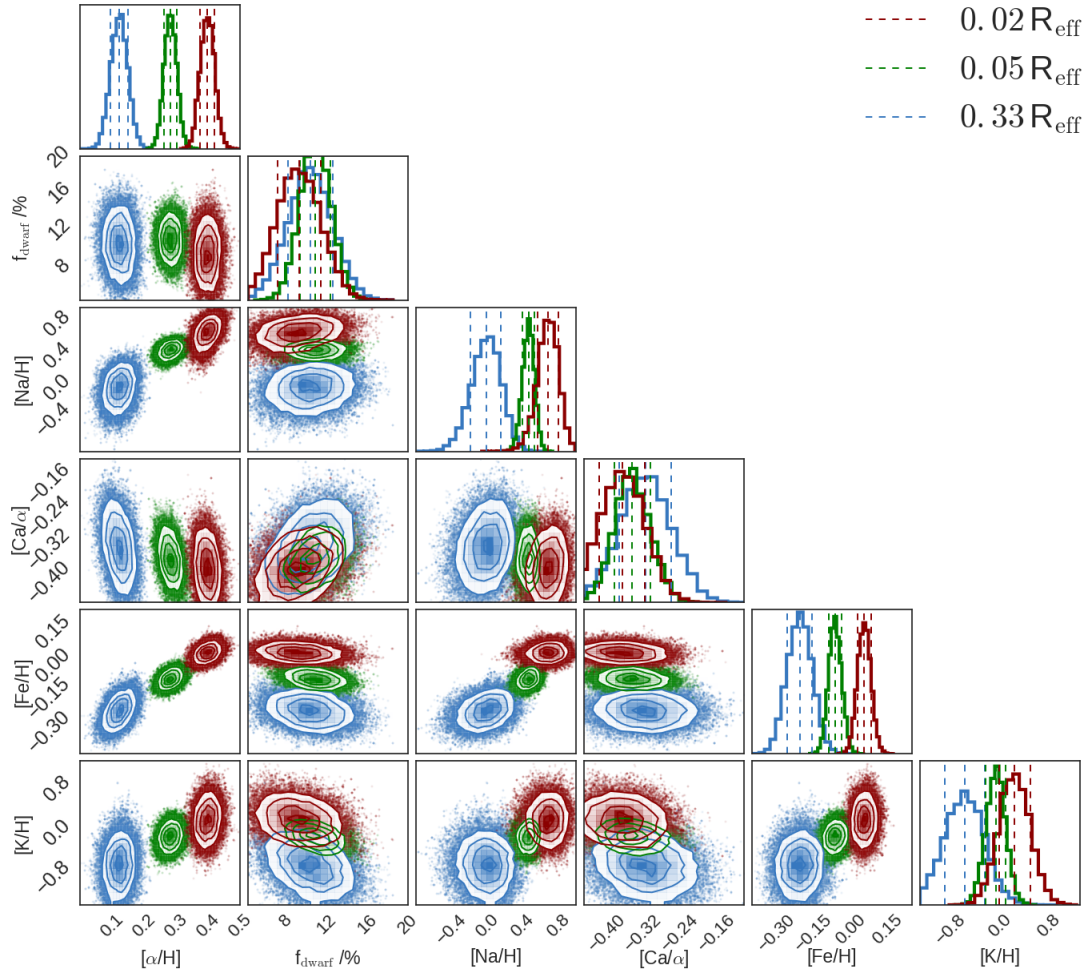 0.02 R_eff
0.05 R_eff
0.33 R_eff
f_dwarf /%
20
16
12
8
[Na/H]
0.8
0.4
0.0
−0.4
[Ca/α]
−0.16
−0.24
−0.32
−0.40
[Fe/H]
0.15
0.00
−0.15
−0.30
[K/H]
0.8
0.0
−0.8
0.1 0.2 0.3 0.4 0.5
8 12 16 20
−0.4 0.0 0.4 0.8
−0.40 −0.32 −0.24 −0.16
−0.30 −0.15 0.00 0.15
−0.8 0.0 0.8
[α/H] f_dwarf /% [Na/H] [Ca/α] [Fe/H] [K/H]